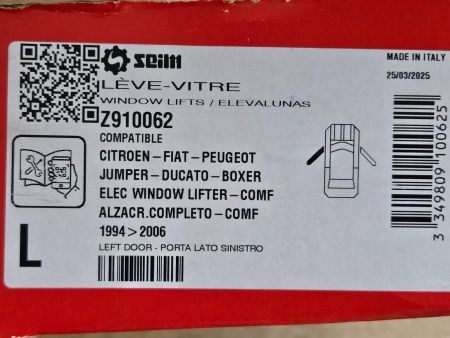 Seim
MADE IN ITALY
25/03/2025
LÈVE-VITRE
WINDOW LIFTS / ELEVALUNAS
Z910062
COMPATIBLE
CITROEN-FIAT-PEUGEOT
JUMPER-DUCATO-BOXER
ELEC WINDOW LIFTER-COMF
ALZACR.COMPLETO-COMF
1994>2006
LEFT DOOR - PORTA LATO SINISTRO
L
3 349809 100625